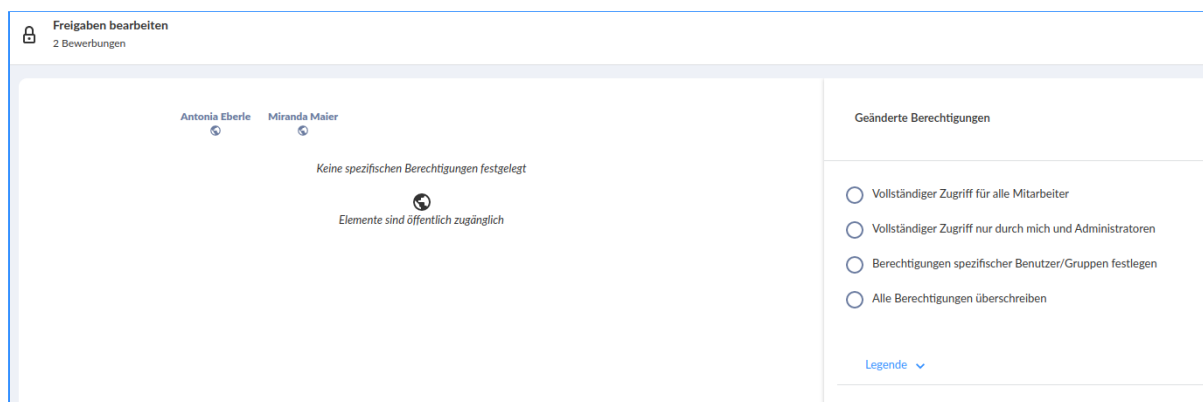 Freigaben bearbeiten
2 Bewerbungen
Antonia Eberle Miranda Maier
Keine spezifischen Berechtigungen festgelegt
Elemente sind öffentlich zugänglich
Geänderte Berechtigungen
Vollständiger Zugriff für alle Mitarbeiter
Vollständiger Zugriff nur durch mich und Administratoren
Berechtigungen spezifischer Benutzer/Gruppen festlegen
Alle Berechtigungen überschreiben
Legende